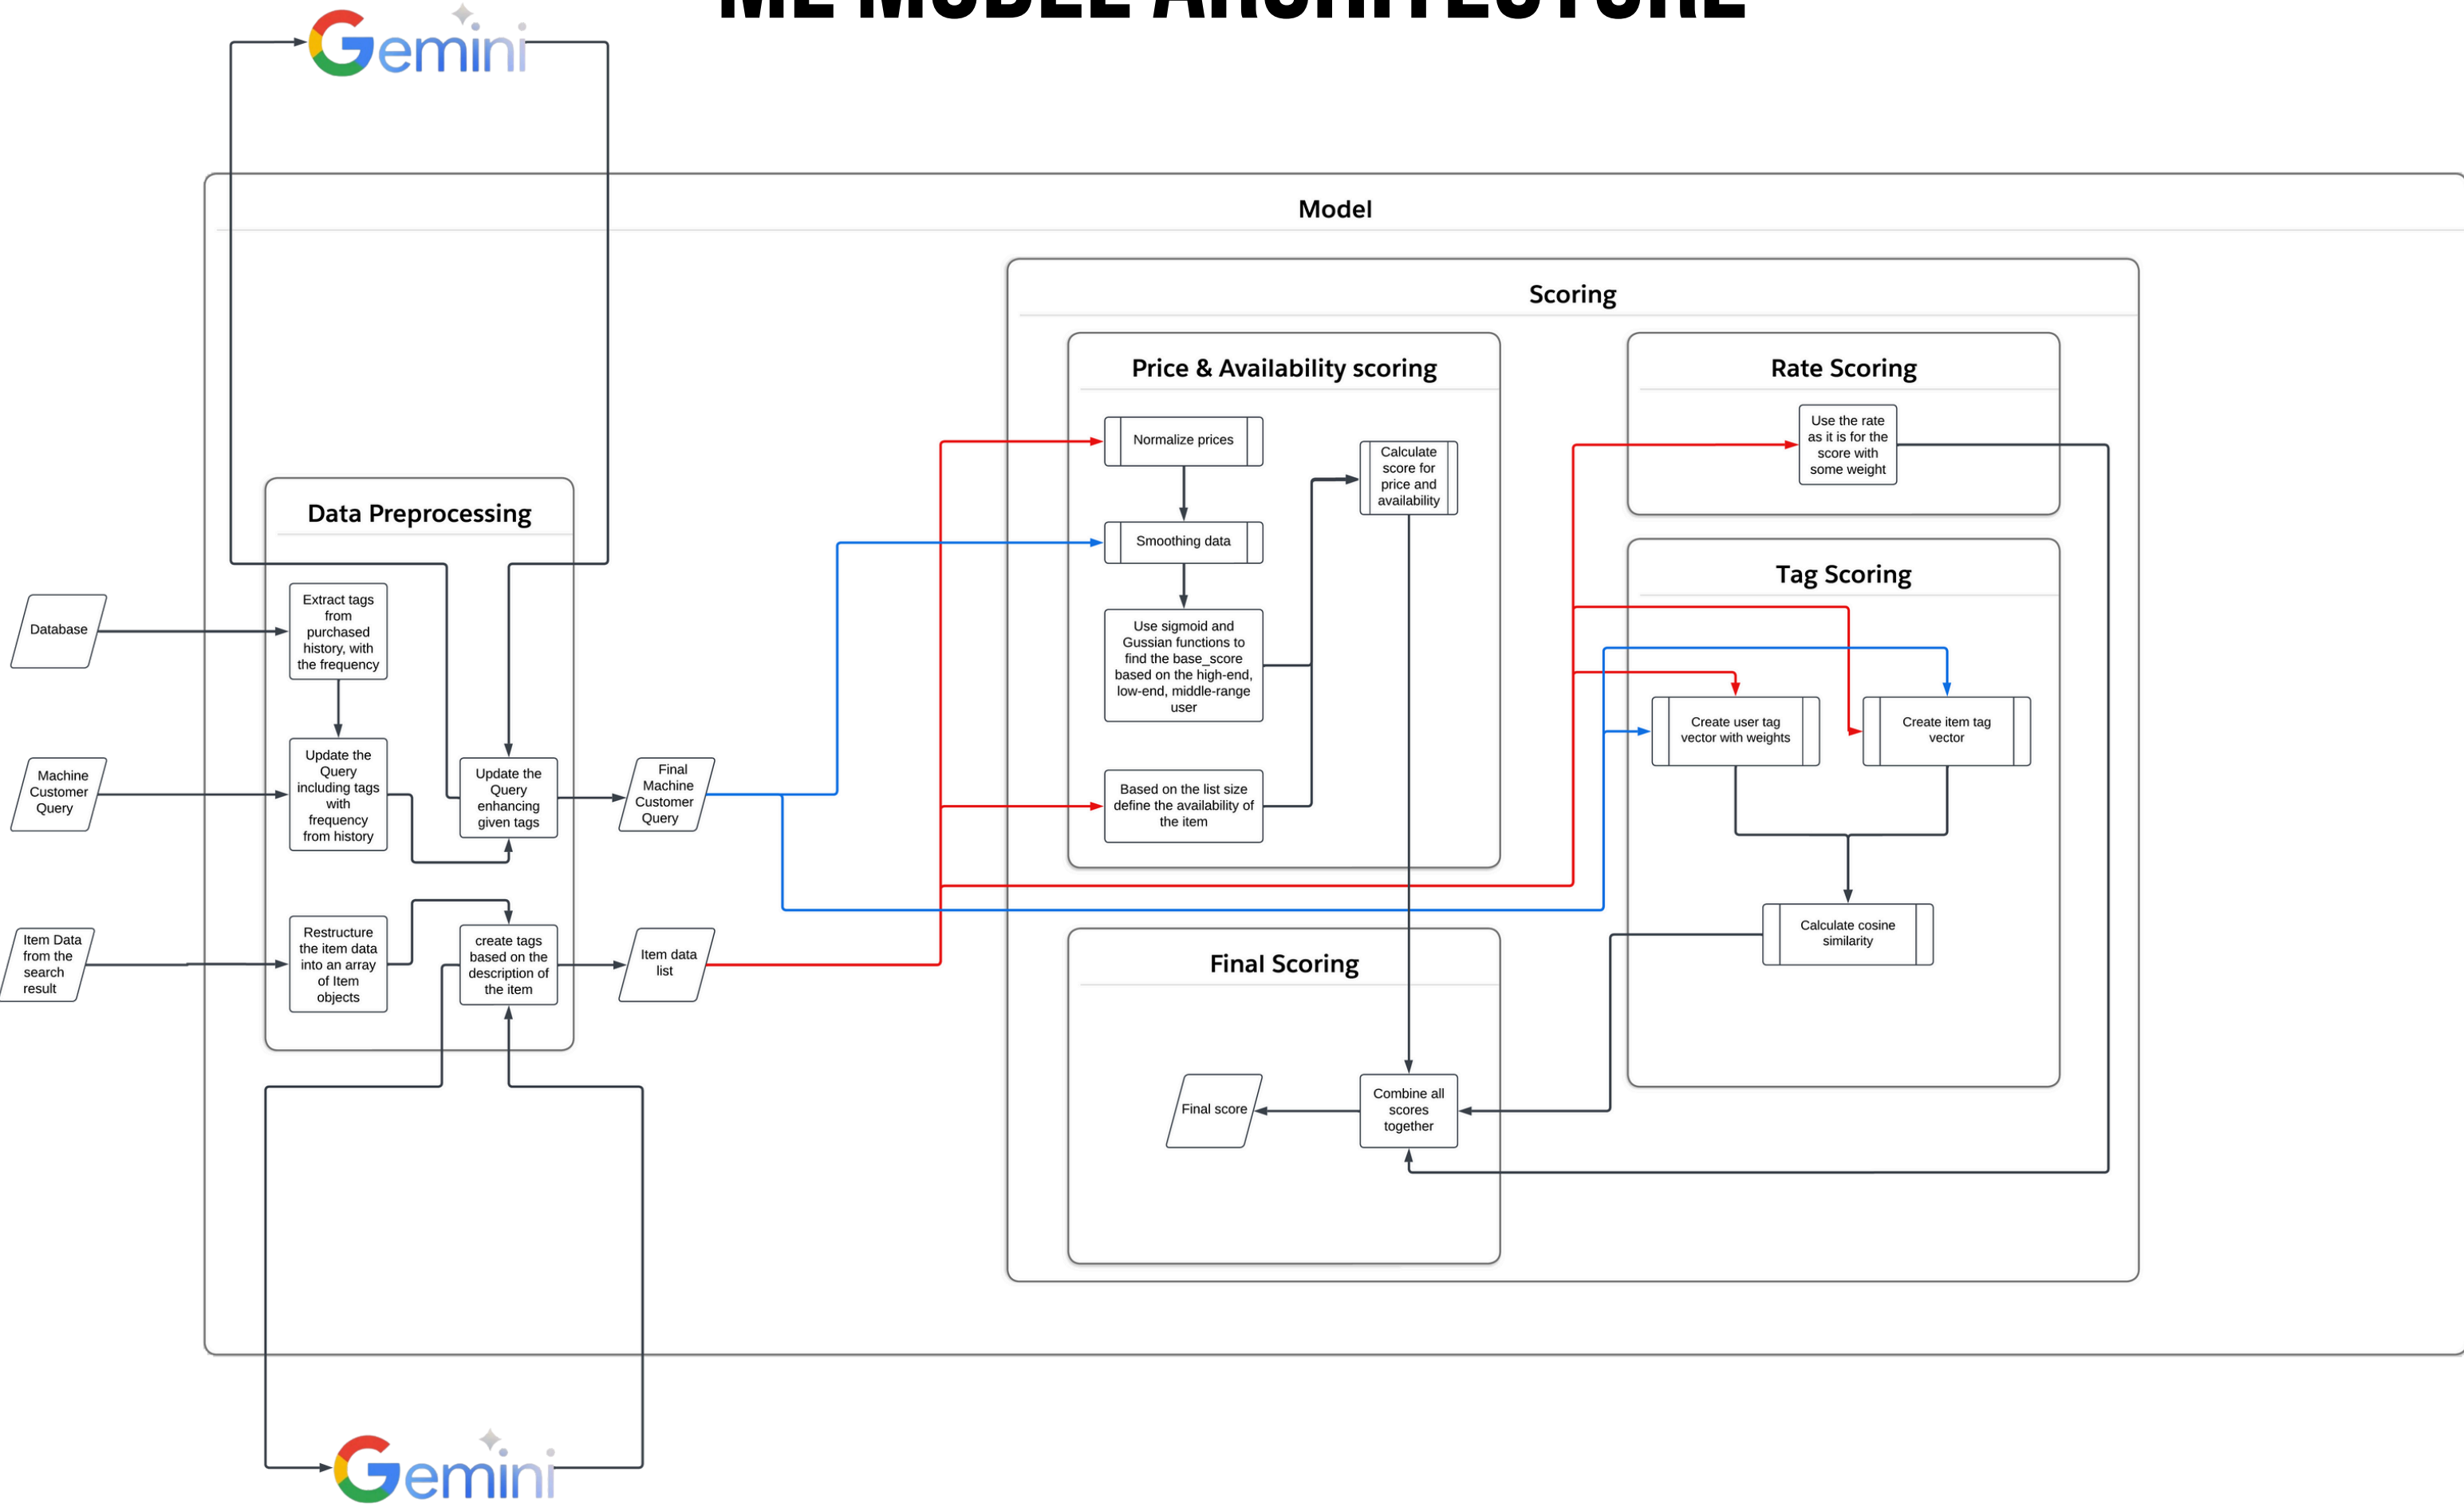 ML MODEL ARCHITECTURE
Gemini
Model
Scoring
Price & Availability scoring
Rate Scoring
Normalize prices
Calculate
score for
price and
availability
Use the rate
as it is for the
score with
some weight
Data Preprocessing
Smoothing data
Tag Scoring
Database
Extract tags
from
purchased
history, with
the frequency
Use sigmoid and
Gussian functions to
find the base_score
based on the high-end,
low-end, middle-range
user
Machine
Customer
Query
Update the
Query
including tags
with
frequency
from history
Update the
Query
enhancing
given tags
Final
Machine
Customer
Query
Based on the list size
define the availability of
the item
Create user tag
vector with weights
Create item tag
vector
Item Data
from the
search
result
Restructure
the item data
into an array
of Item
objects
create tags
based on the
description of
the item
Item data
list
Calculate cosine
similarity
Final Scoring
Final score
Combine all
scores
together
Gemini